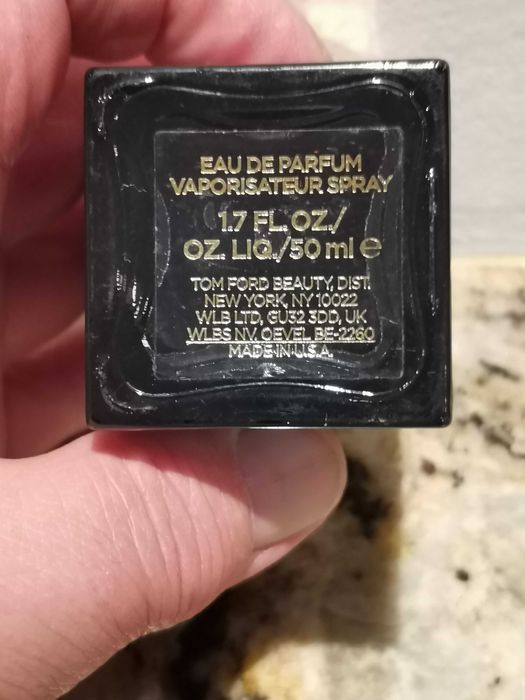 EAU DE PARFUM
VAPORISATEUR SPRAY
1.7 FL. OZ./
OZ. LIQ./50 ml ℮
TOM FORD BEAUTY, DIST.
NEW YORK, NY 10022
WLB LTD, GU32 3DD, UK
WLBS NV. OEVEL BE-2260
MADE IN U.S.A.